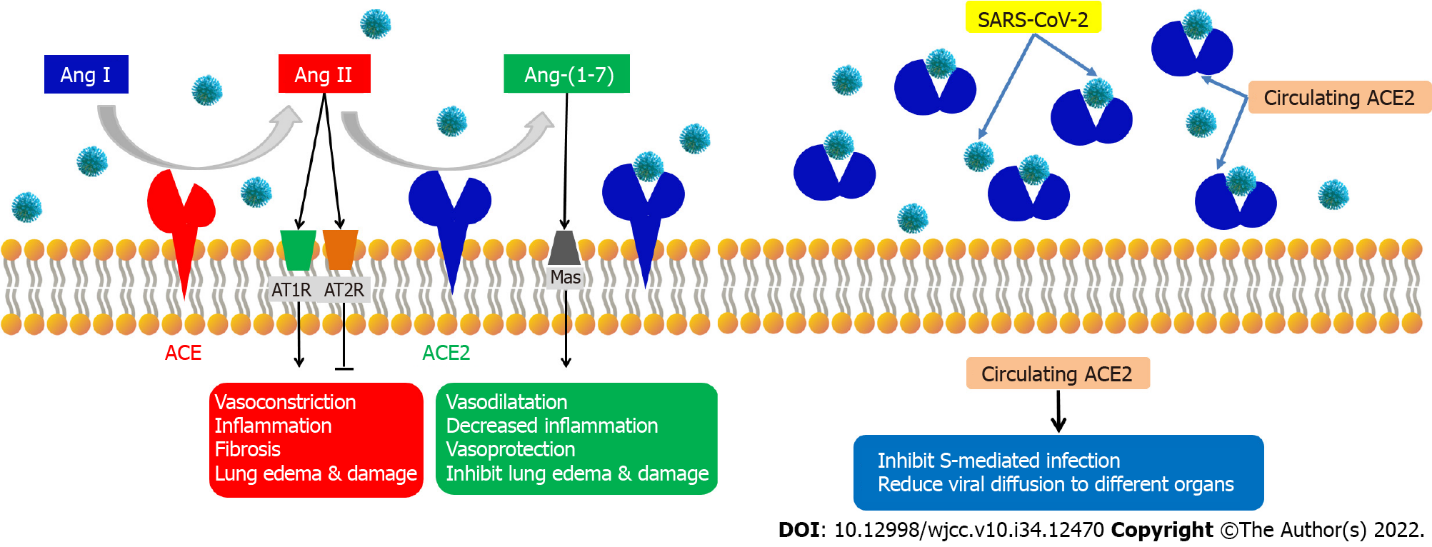 Ang I
Ang II
Ang-(1-7)
SARS-CoV-2
Circulating ACE2
AT1R
AT2R
Mas
ACE
ACE2
Vasoconstriction
Inflammation
Fibrosis
Lung edema & damage
Vasodilatation
Decreased inflammation
Vasoprotection
Inhibit lung edema & damage
Circulating ACE2
Inhibit S-mediated infection
Reduce viral diffusion to different organs
DOI: 10.12998/wjcc.v10.i34.12470 Copyright ©The Author(s) 2022.